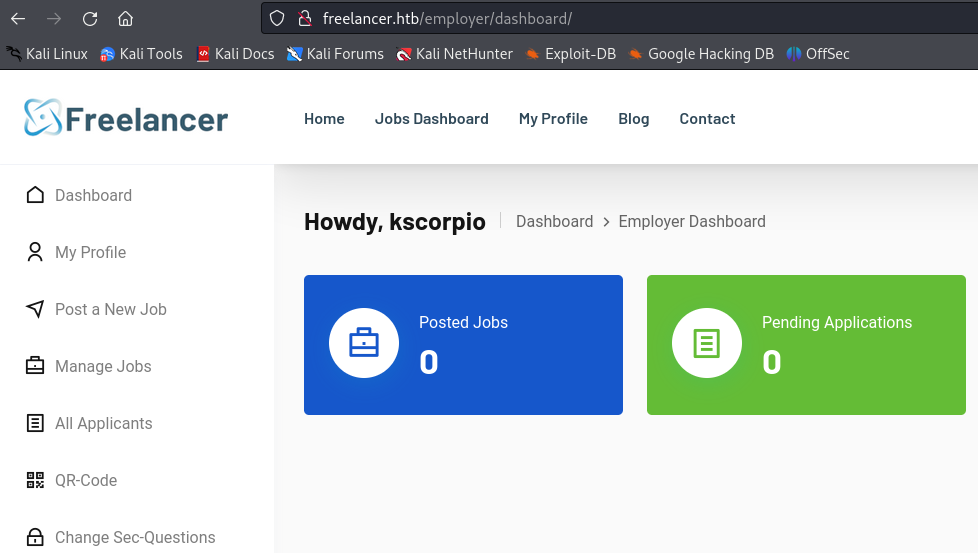 freelancer.htb/employer/dashboard/
Kali Linux Kali Tools Kali Docs Kali Forums Kali NetHunter Exploit-DB Google Hacking DB OffSec
Freelancer Home Jobs Dashboard My Profile Blog Contact
Dashboard
My Profile
Post a New Job
Manage Jobs
All Applicants
QR-Code
Change Sec-Questions
Howdy, kscorpio Dashboard > Employer Dashboard
Posted Jobs
0
Pending Applications
0